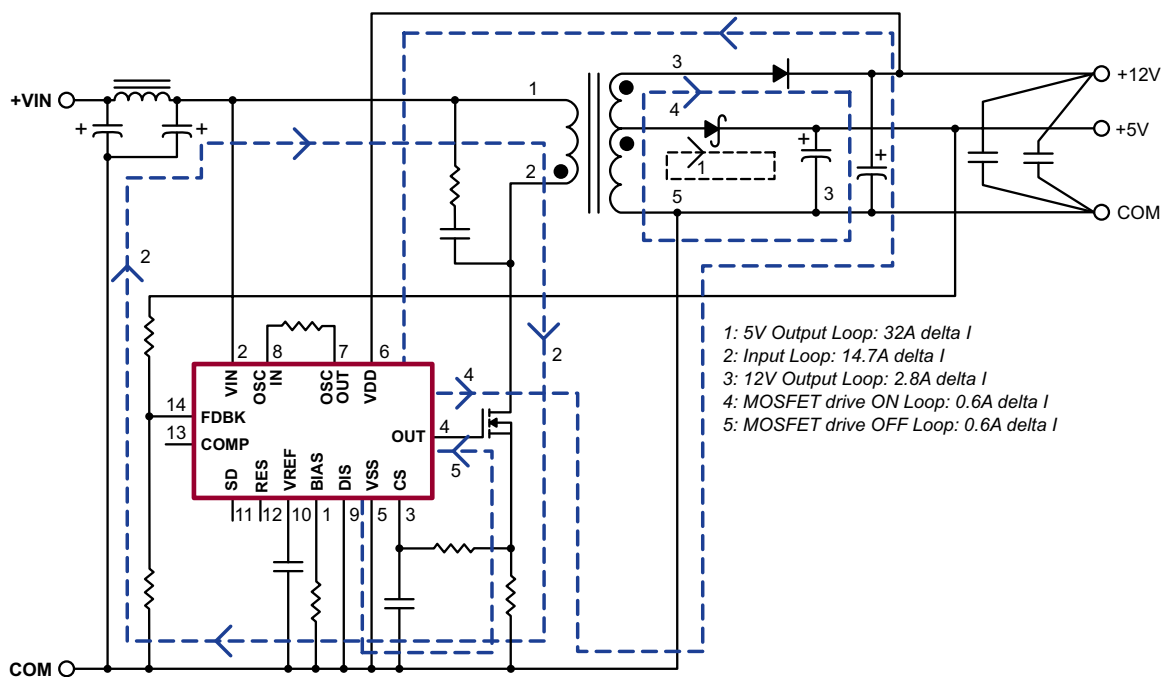 +VIN
+
+
1
2
3
4
5
+12V
+5V
COM
4
1
+
3
+
2
2
2
8
7
6
VIN
OSC IN
OSC OUT
VDD
14
FDBK
13
COMP
OUT
4
4
5
SD
RES
VREF
BIAS
DIS
VSS
CS
11
12
10
1
9
5
3
COM
1: 5V Output Loop: 32A delta I
2: Input Loop: 14.7A delta I
3: 12V Output Loop: 2.8A delta I
4: MOSFET drive ON Loop: 0.6A delta I
5: MOSFET drive OFF Loop: 0.6A delta I